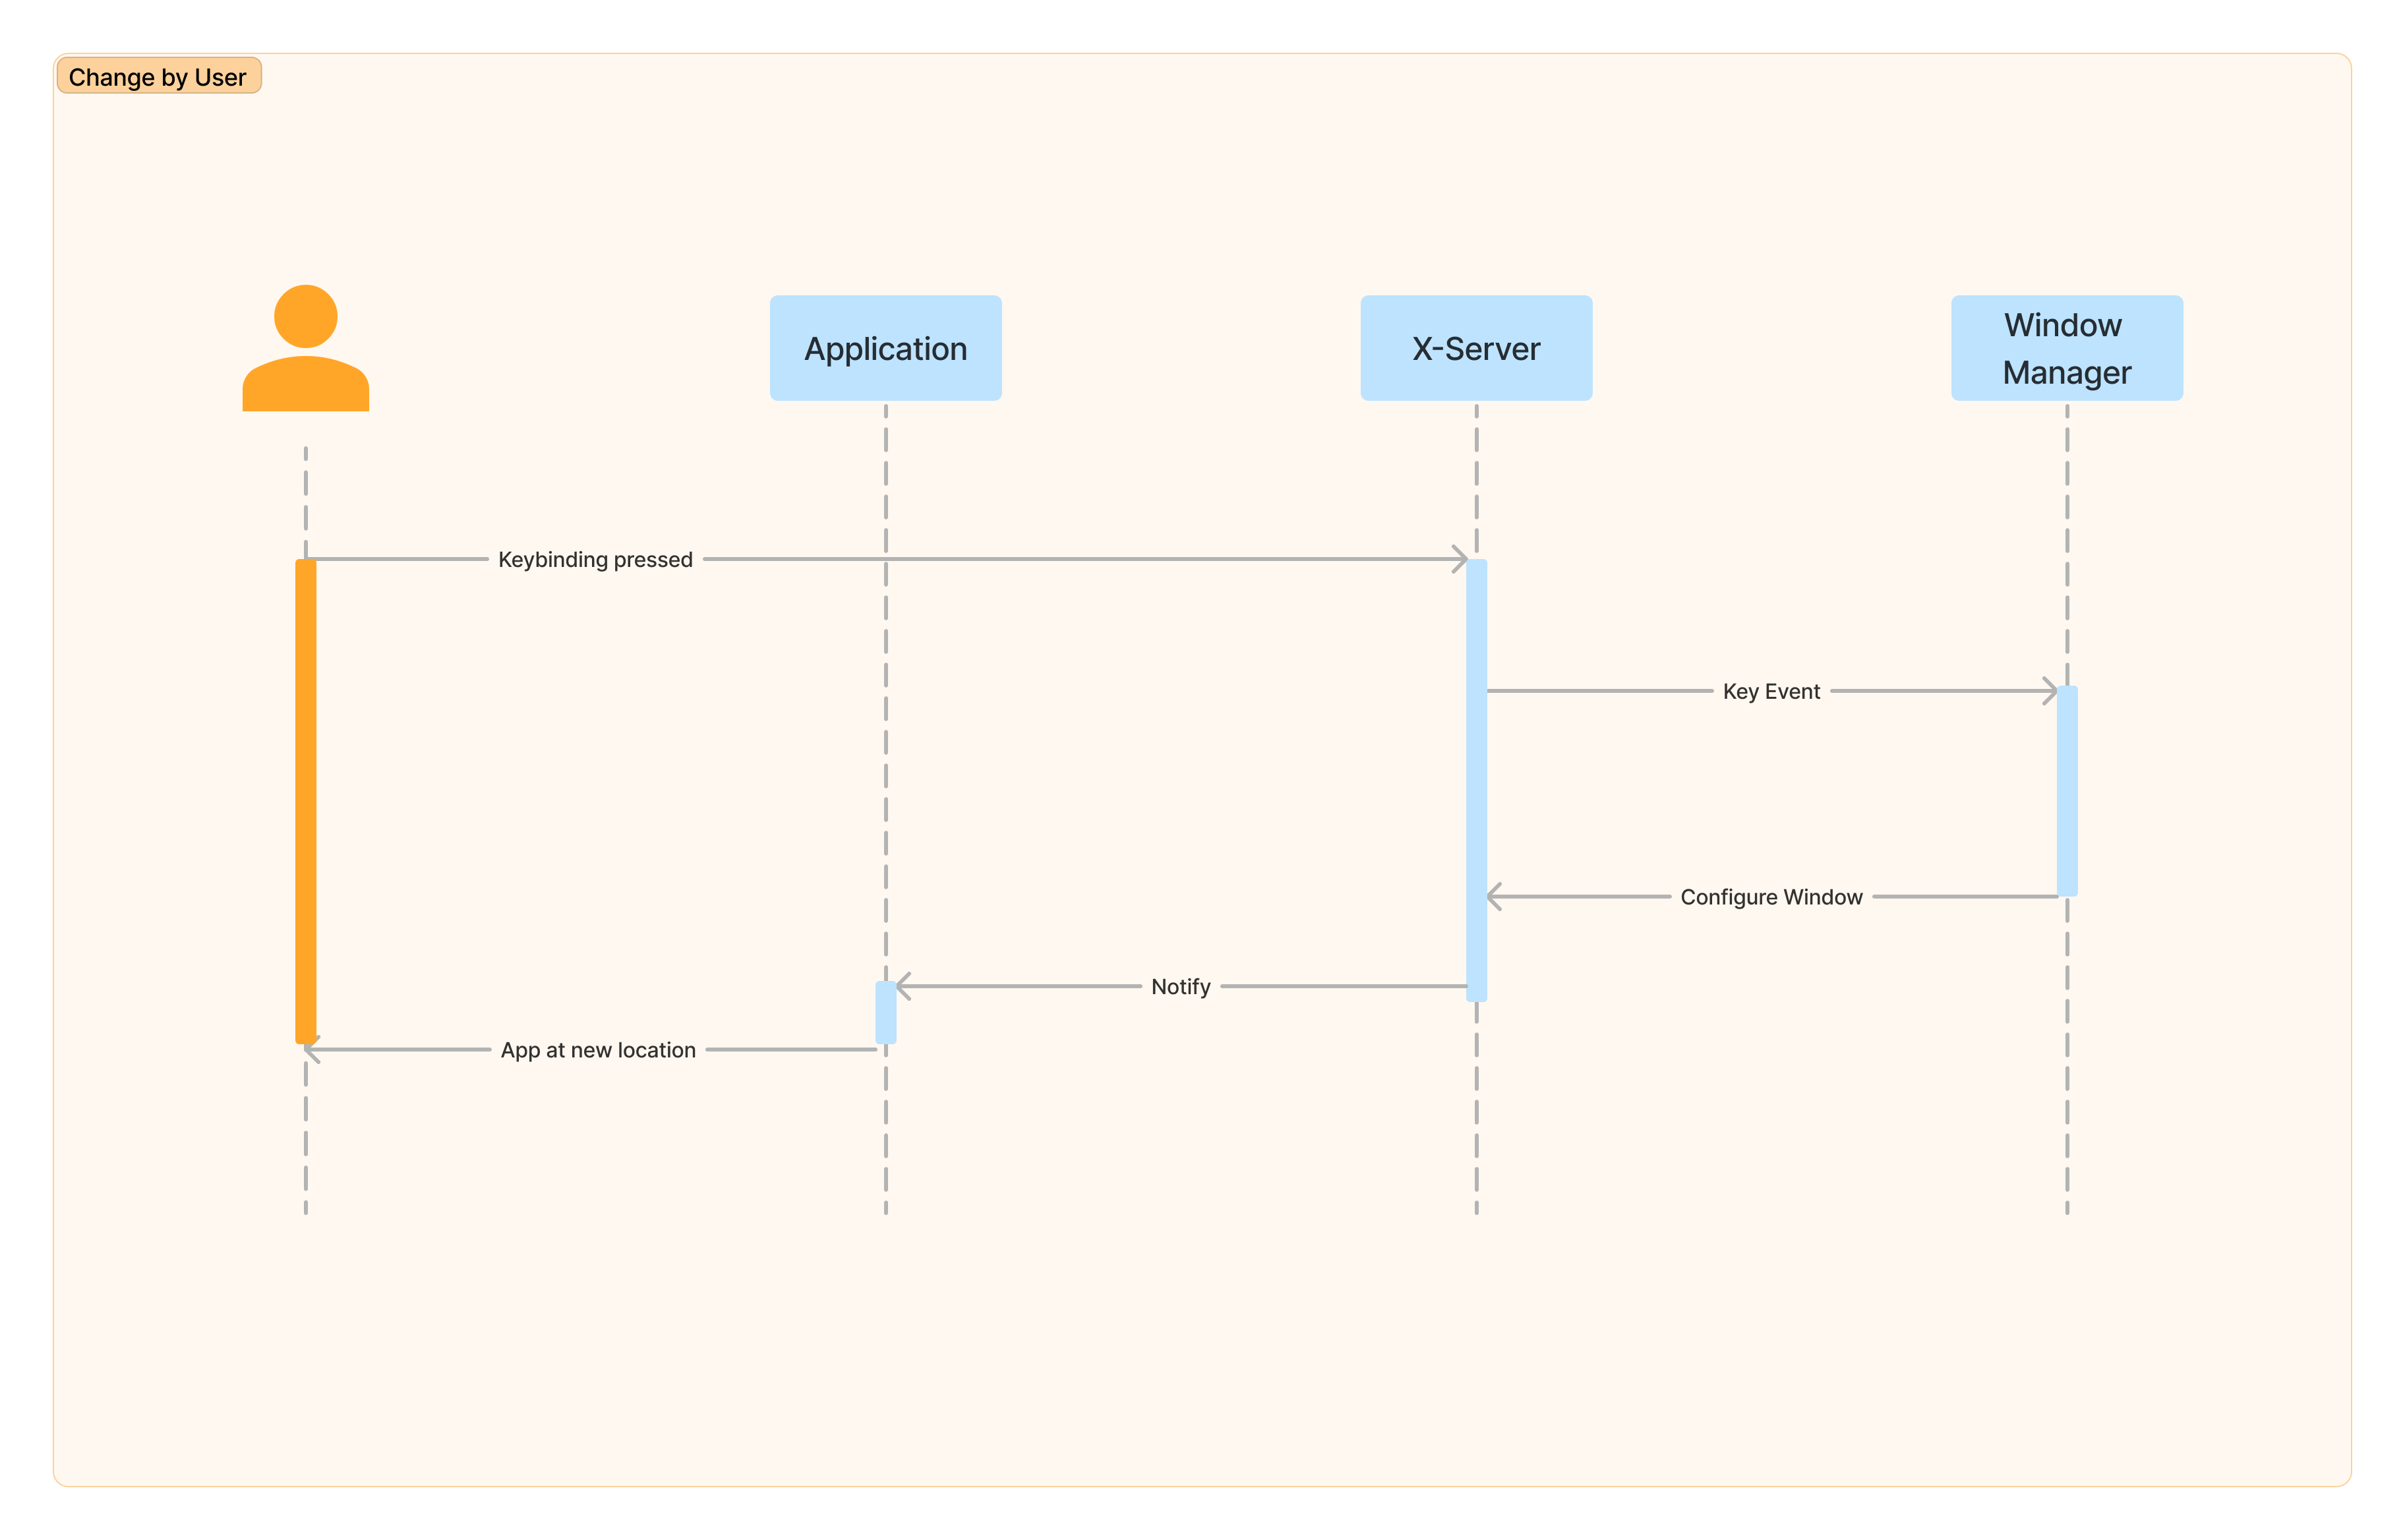 Change by User
Application
X-Server
Window
Manager
Keybinding pressed
Key Event
Configure Window
Notify
App at new location